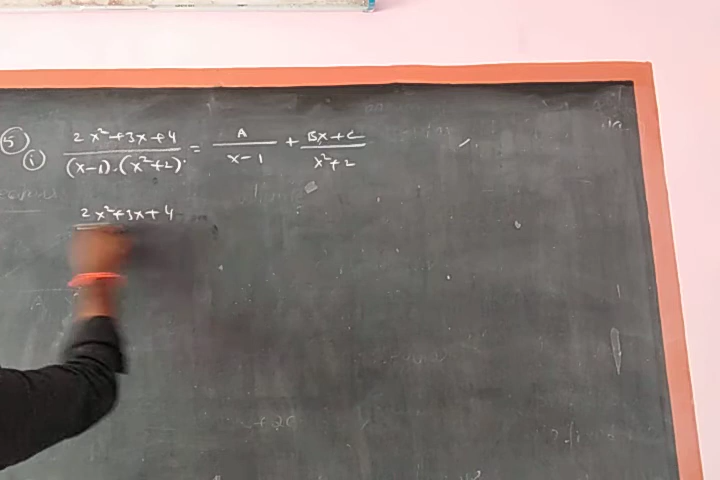 5) i) (2x²+3x+4)/((x-1).(x²+2)) = A/(x-1) + (Bx+C)/(x²+2)
2x²+3x+4